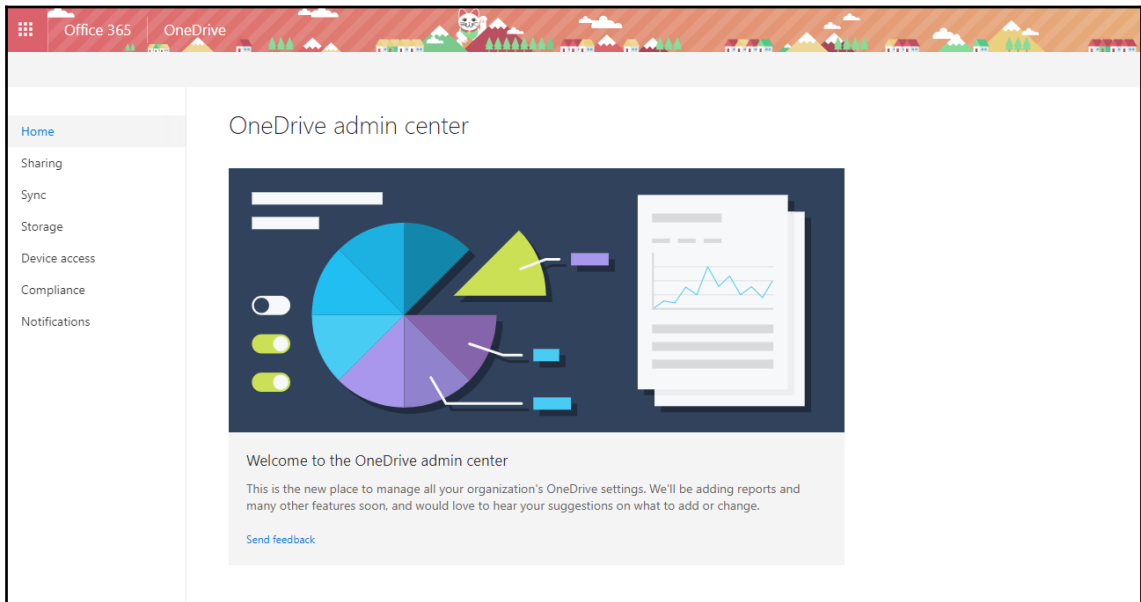 Office 365
OneDrive
Home
Sharing
Sync
Storage
Device access
Compliance
Notifications
OneDrive admin center
Welcome to the OneDrive admin center
This is the new place to manage all your organization's OneDrive settings. We'll be adding reports and
many other features soon, and would love to hear your suggestions on what to add or change.
Send feedback